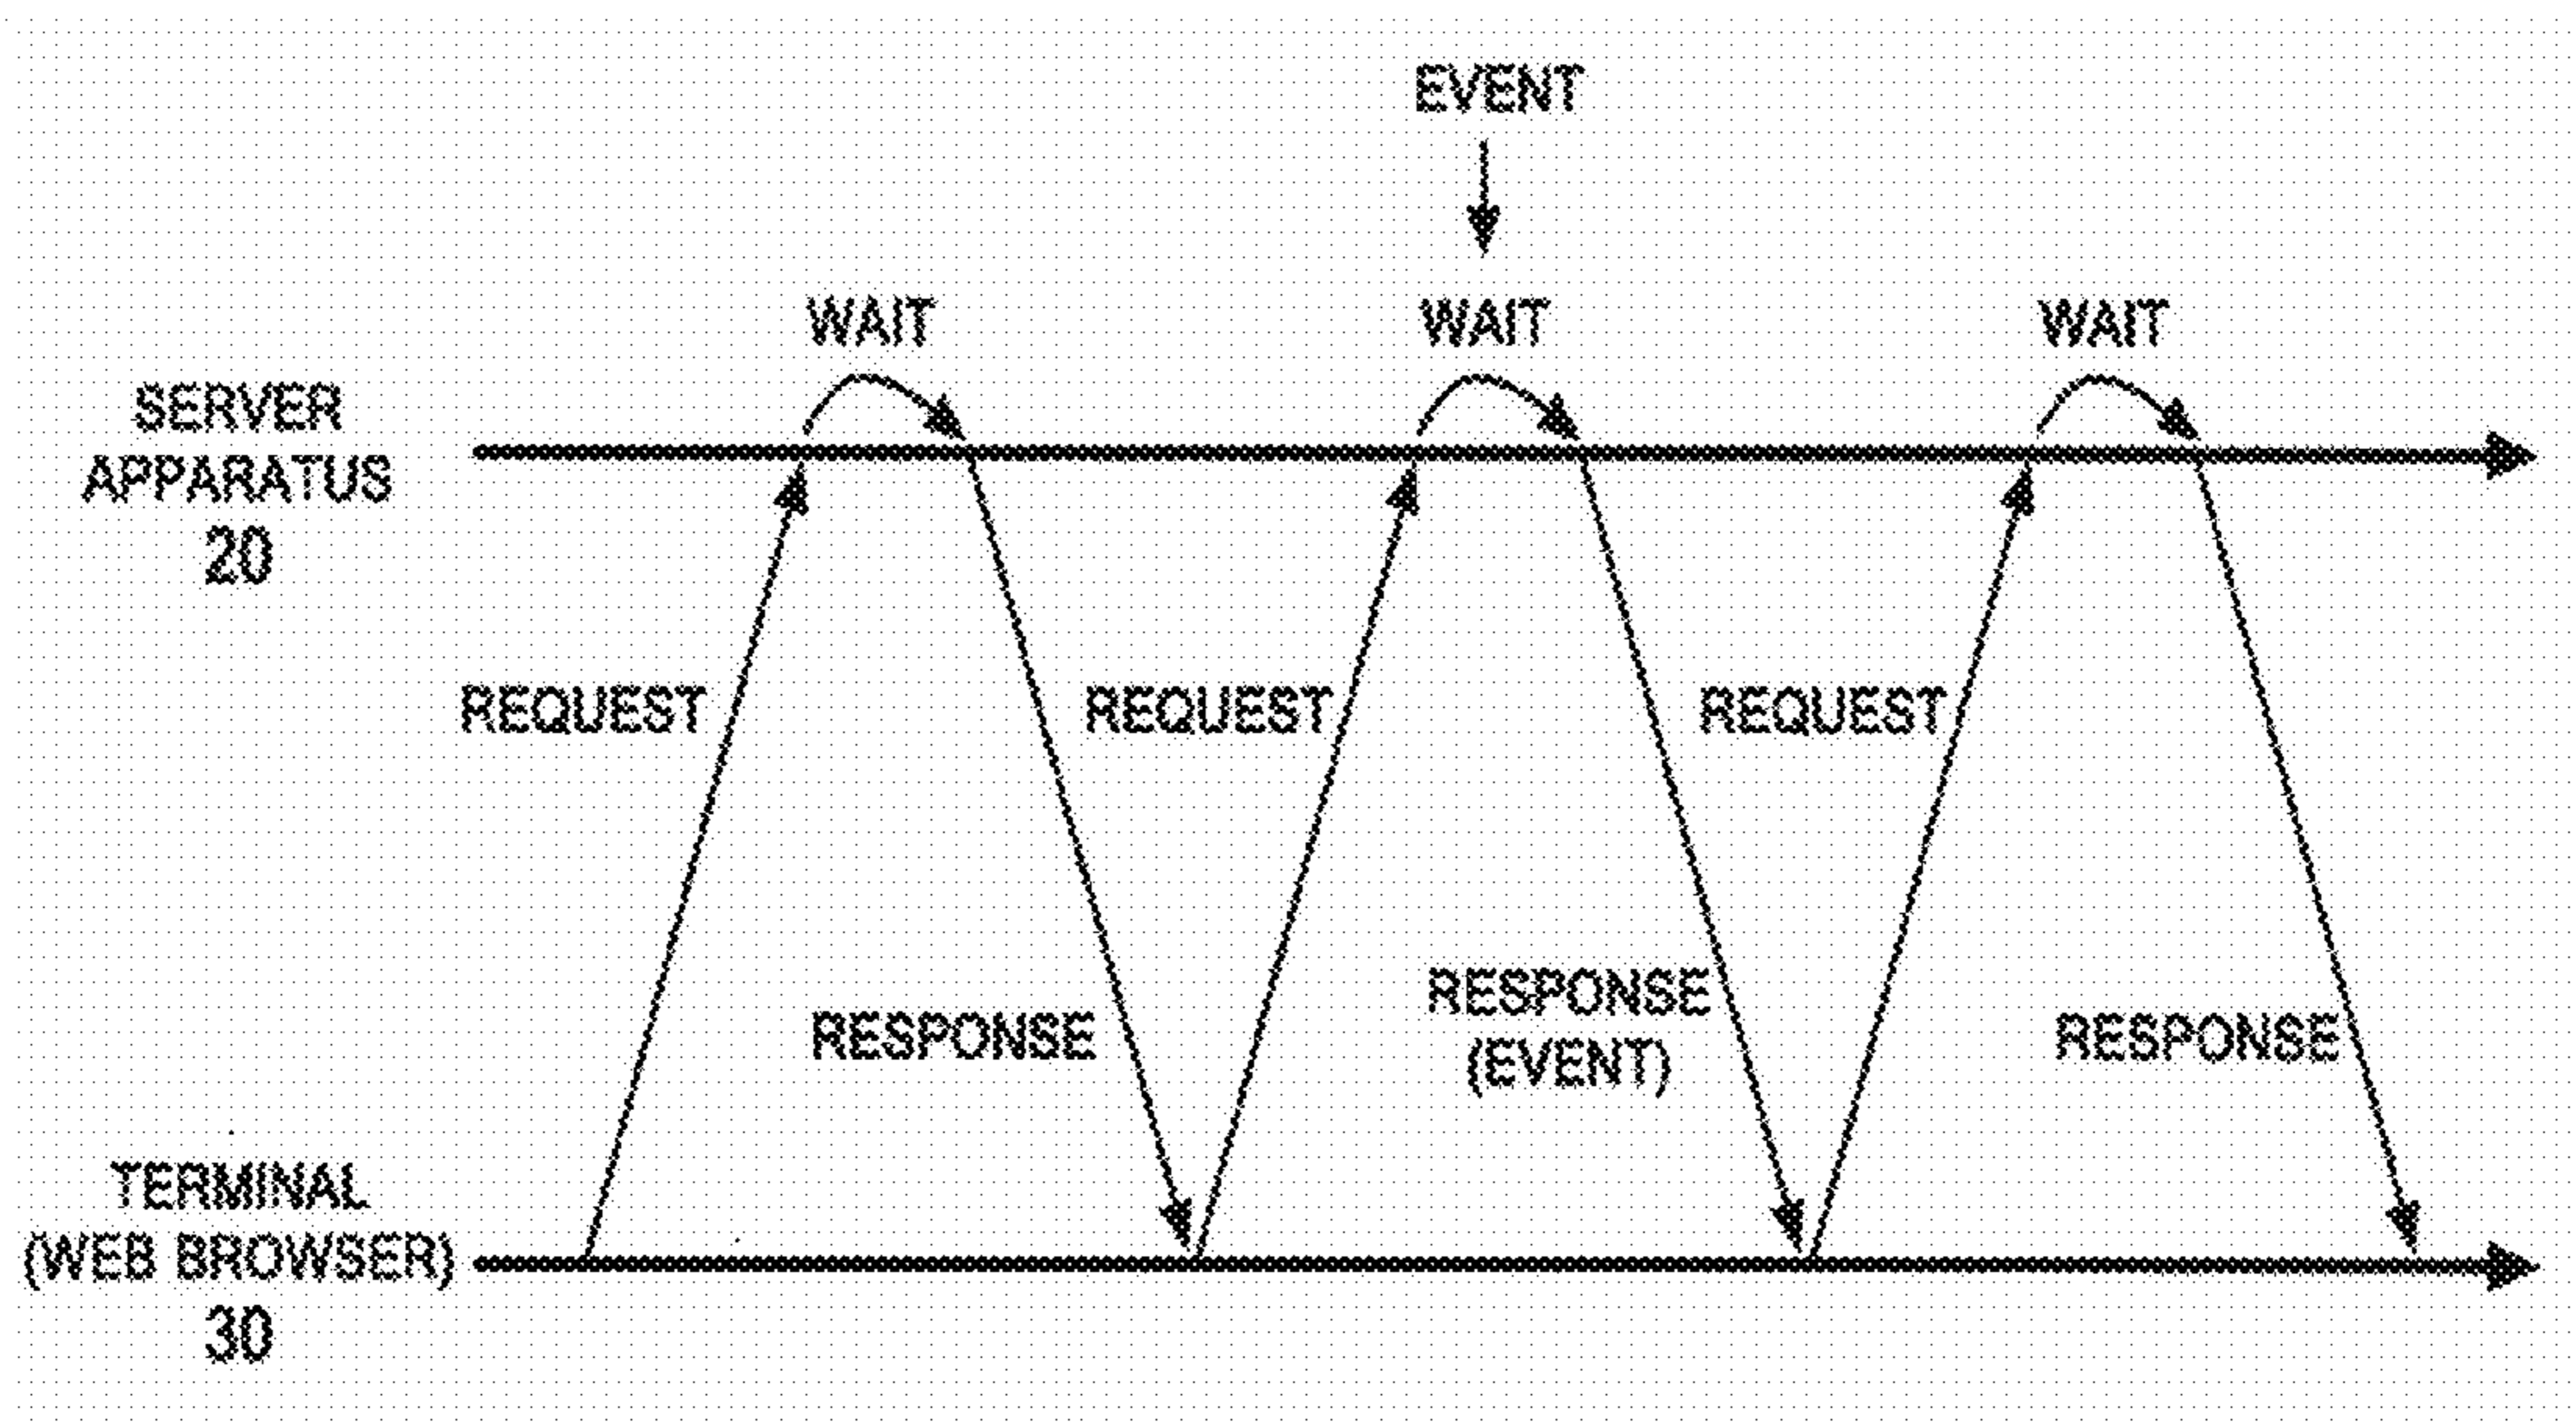 EVENT
WAIT
WAIT
WAIT
SERVER
APPARATUS
20
REQUEST
REQUEST
REQUEST
RESPONSE
RESPONSE
(EVENT)
RESPONSE
TERMINAL
(WEB BROWSER)
30